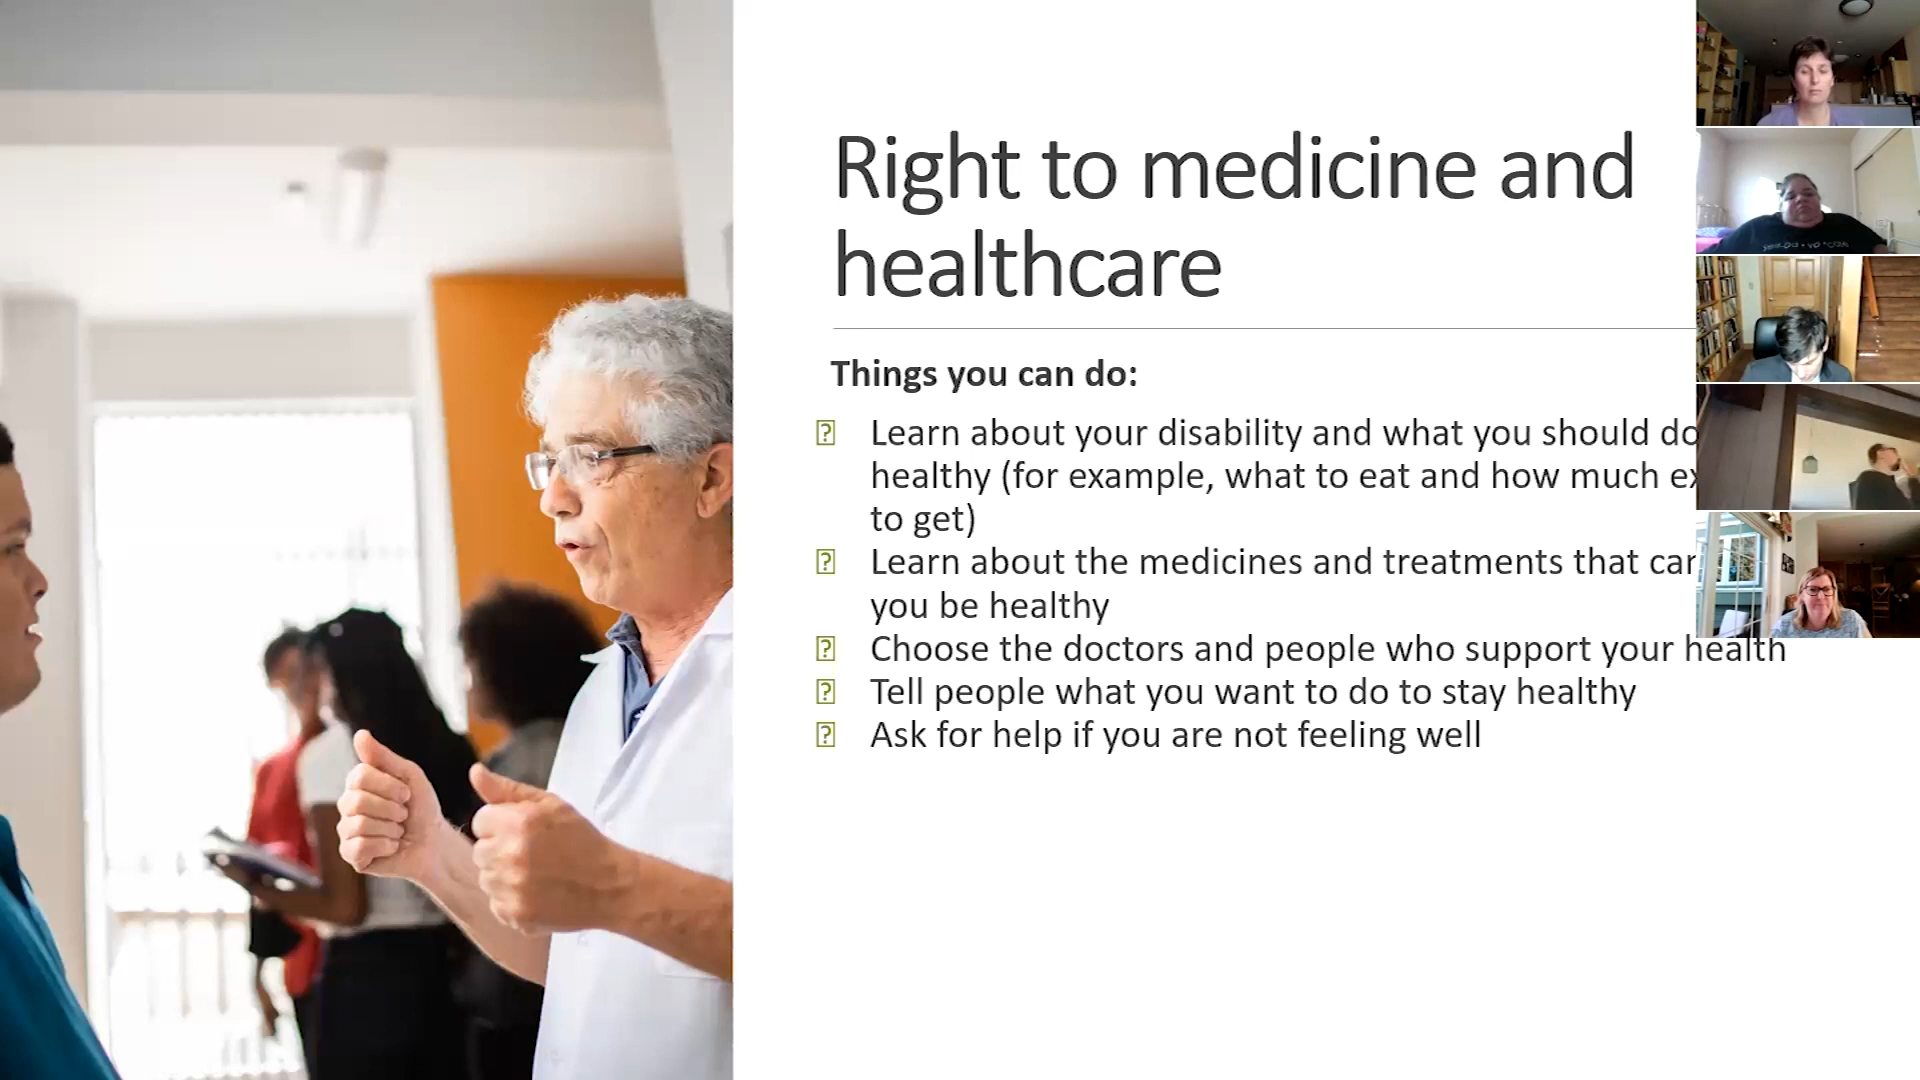 Right to medicine and
healthcare
Things you can do:
Learn about your disability and what you should do
healthy (for example, what to eat and how much
to get)
Learn about the medicines and treatments that
you be healthy
Choose the doctors and people who support your health
Tell people what you want to do to stay healthy
Ask for help if you are not feeling well